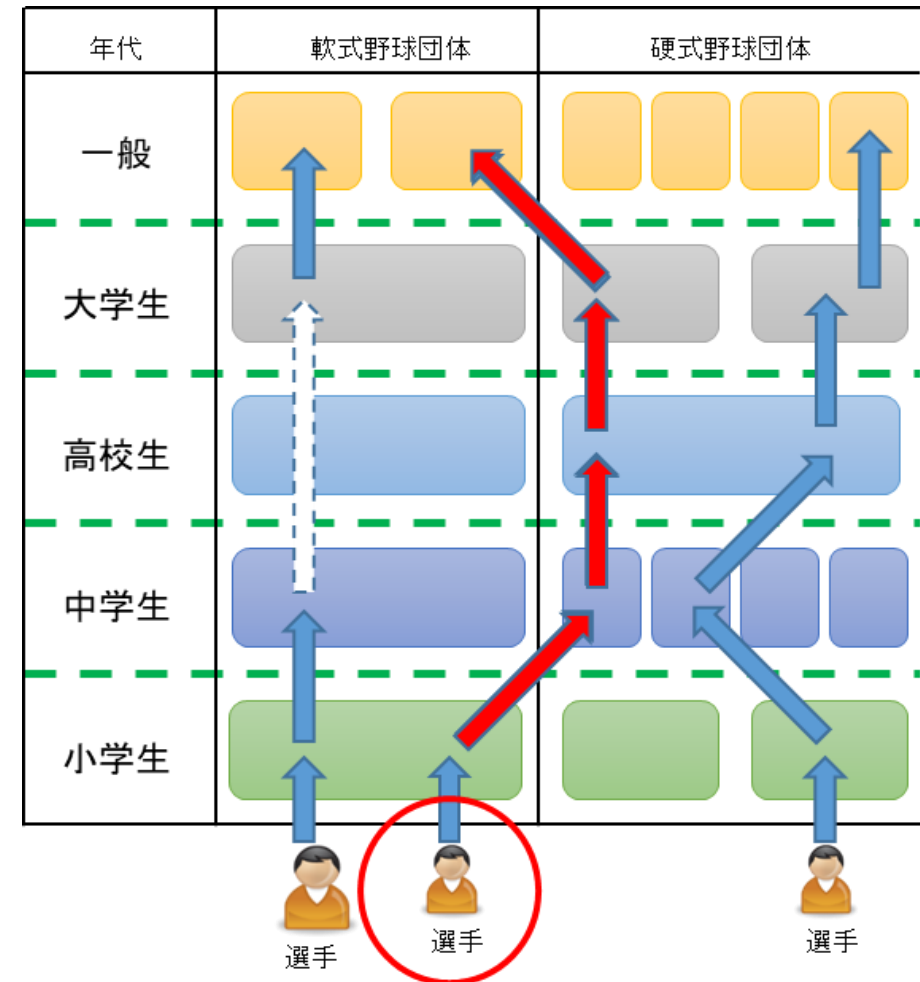 年代
軟式野球団体
硬式野球団体
一般
大学生
高校生
中学生
小学生
選手
選手
選手